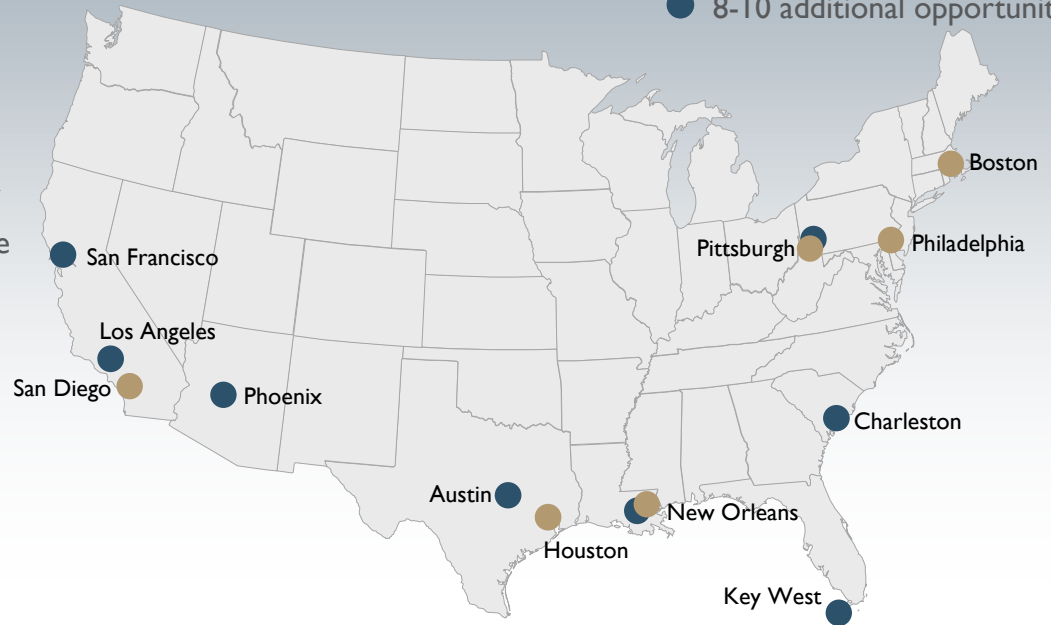 8-10 additional
Boston
Pittsburgh
Philadelphia
San Francisco
Los Angeles
San Diego
Phoenix
Charleston
Austin
New Orleans
Houston
Key West